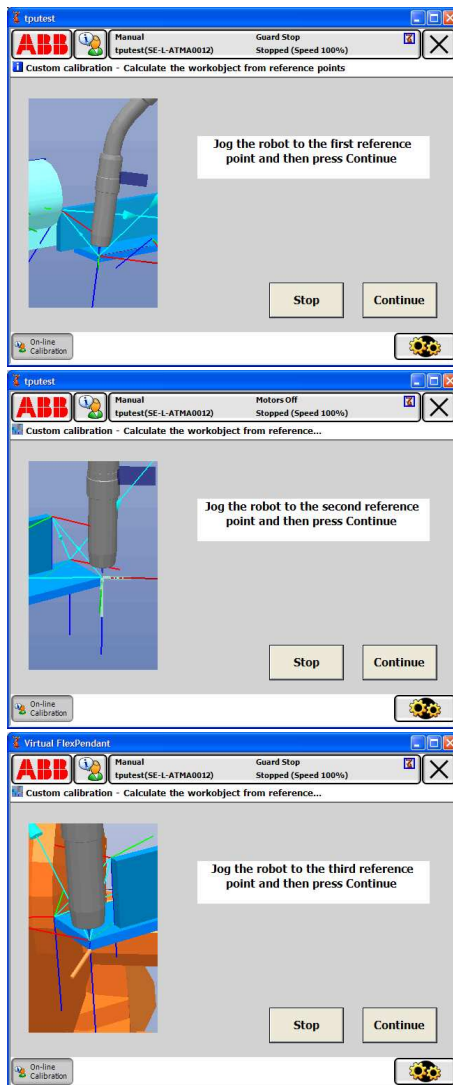 tputest
ABB
Manual
Guard Stop
tputest(SE-L-ATMA0012)
Stopped (Speed 100%)
Custom calibration - Calculate the workobject from reference points
Jog the robot to the first reference
point and then press Continue
Stop
Continue
On-line
Calibration
tputest
ABB
Manual
Motors Off
tputest(SE-L-ATMA0012)
Stopped (Speed 100%)
Custom calibration - Calculate the workobject from reference...
Jog the robot to the second reference
point and then press Continue
Stop
Continue
On-line
Calibration
Virtual FlexPendant
ABB
Manual
Guard Stop
tputest(SE-L-ATMA0012)
Stopped (Speed 100%)
Custom calibration - Calculate the workobject from reference...
Jog the robot to the third reference
point and then press Continue
Stop
Continue
On-line
Calibration